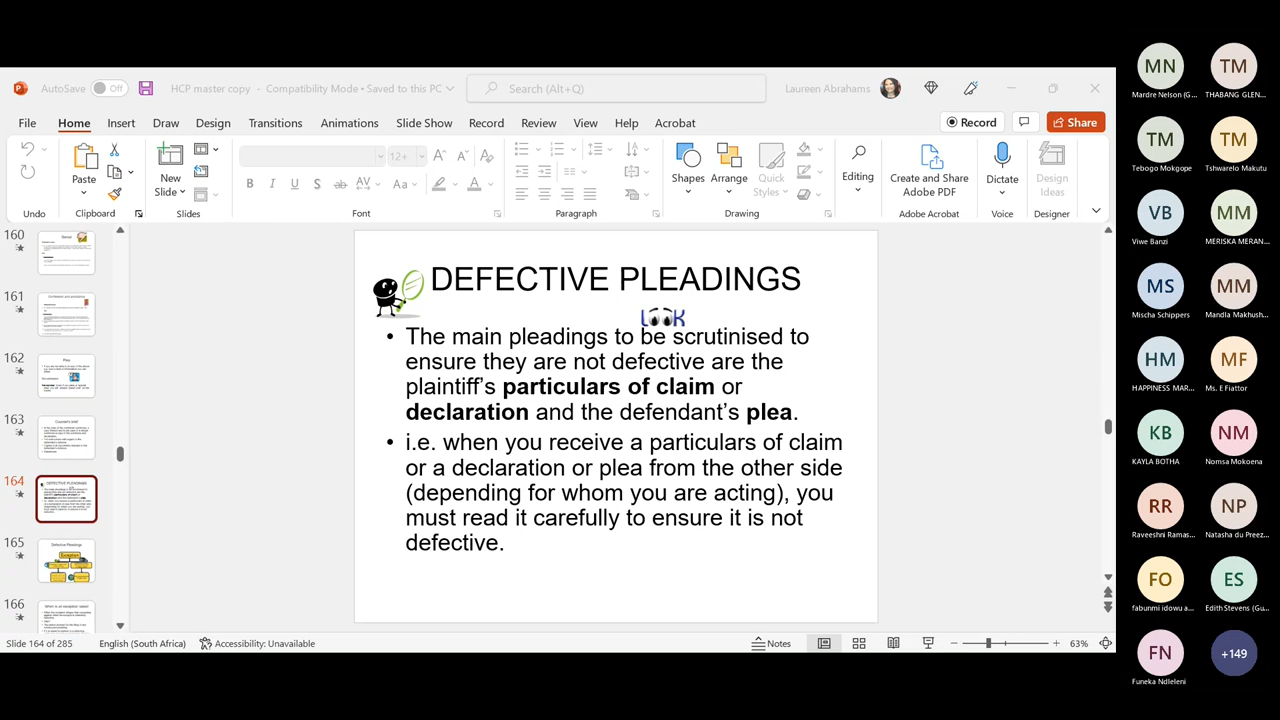 AutoSave Off HCP master copy - Compatibility Mode • Saved to this PC Search (Alt+Q) Laureen Abrahams
File Home Insert Draw Design Transitions Animations Slide Show Record Review View Help Acrobat Record Share
Paste New Slide 12+ Shapes Arrange Quick Styles Editing Create and Share Adobe PDF Dictate Design Ideas
Undo Clipboard Slides Font Paragraph Drawing Adobe Acrobat Voice Designer
160
161
162
163
164
165
166
DEFECTIVE PLEADINGS
LOOK
• The main pleadings to be scrutinised to
ensure they are not defective are the
plaintiff's particulars of claim or
declaration and the defendant's plea.
• i.e. when you receive a particulars of claim
or a declaration or plea from the other side
(depending for whom you are acting), you
must read it carefully to ensure it is not
defective.
Slide 164 of 285 English (South Africa) Accessibility: Unavailable Notes 63%
MN TM
Mardre Nelson (G... THABANG GLEN...
TM TM
Tebogo Mokgope Tshwarelo Makutu
VB MM
Viwe Banzi MERISKA MERAN...
MS MM
Mischa Schippers Mandla Makhush...
HM MF
HAPPINESS MAR... Ms. E Fiattor
KB NM
KAYLA BOTHA Nomsa Mokoena
RR NP
Raveeshni Ramas... Natasha du Preez...
FO ES
fabunmi idowu a... Edith Stevens (Gu...
FN +149
Funeka Ndleleni